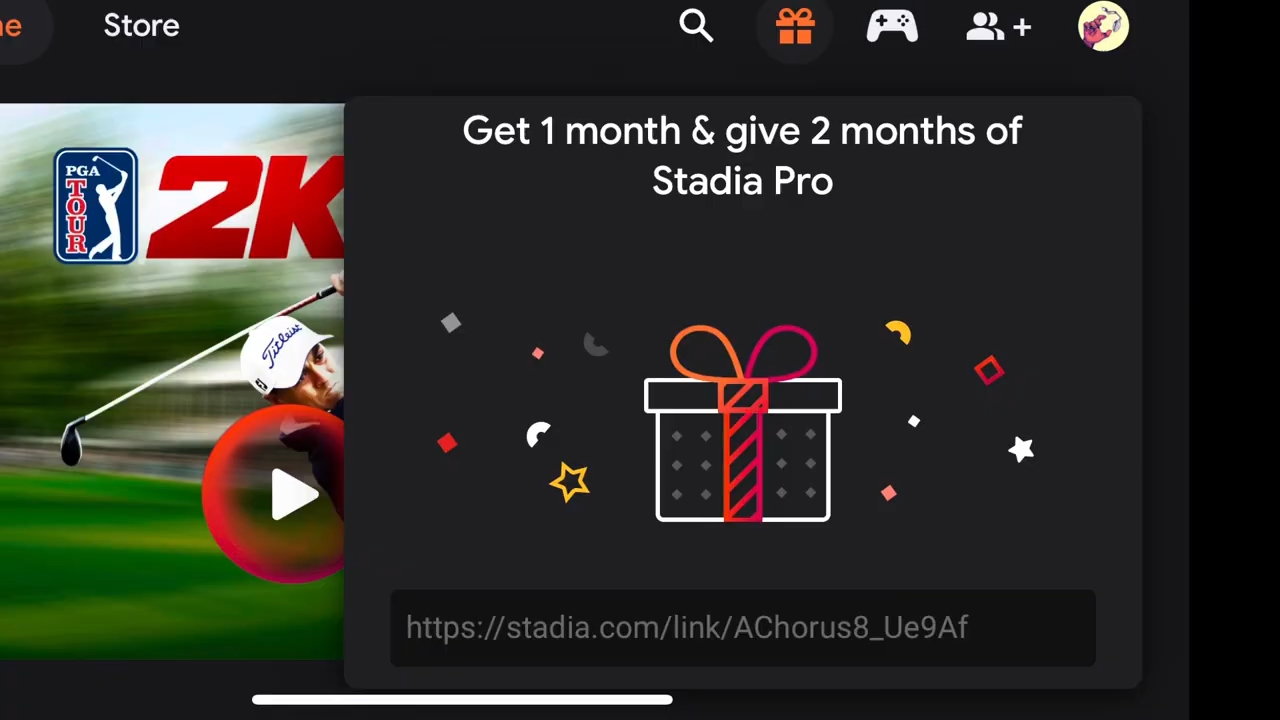 ne
Store
Get 1 month & give 2 months of
Stadia Pro
PGA
TOUR
2K
Titleist
https://stadia.com/link/AChorus8_Ue9Af